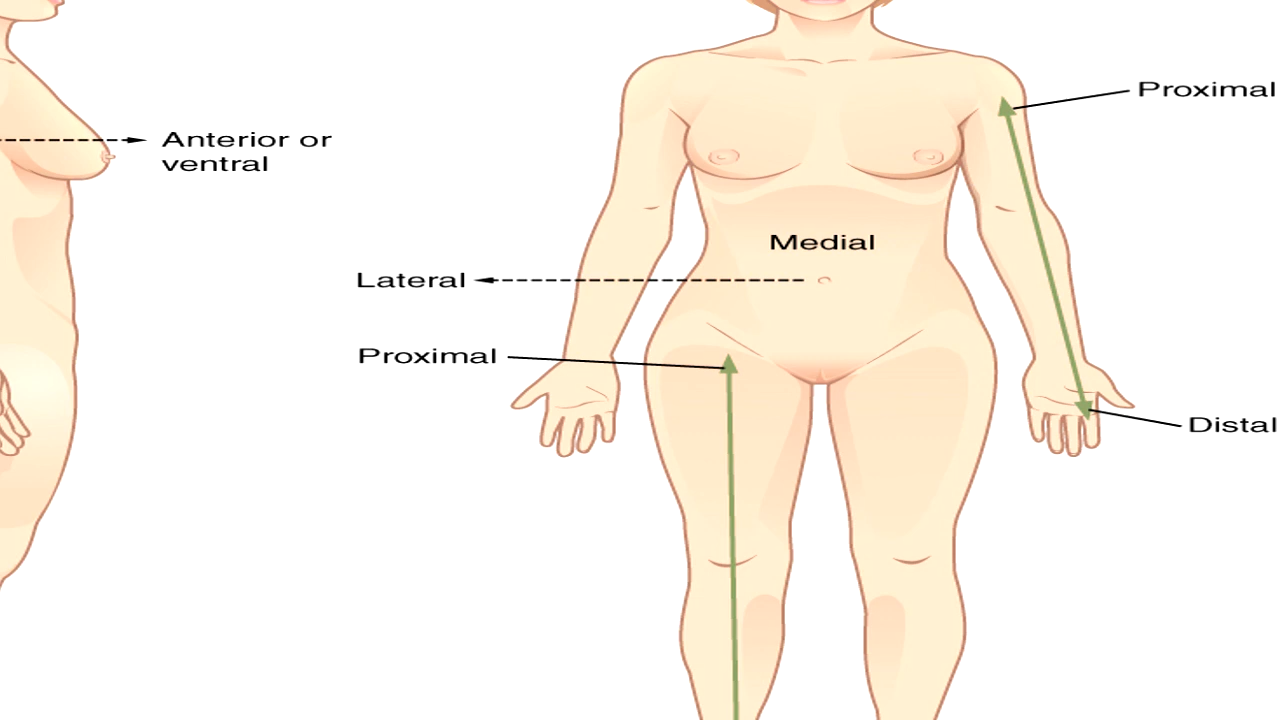 Proximal
Anterior or
ventral
Medial
Lateral
Proximal
Distal